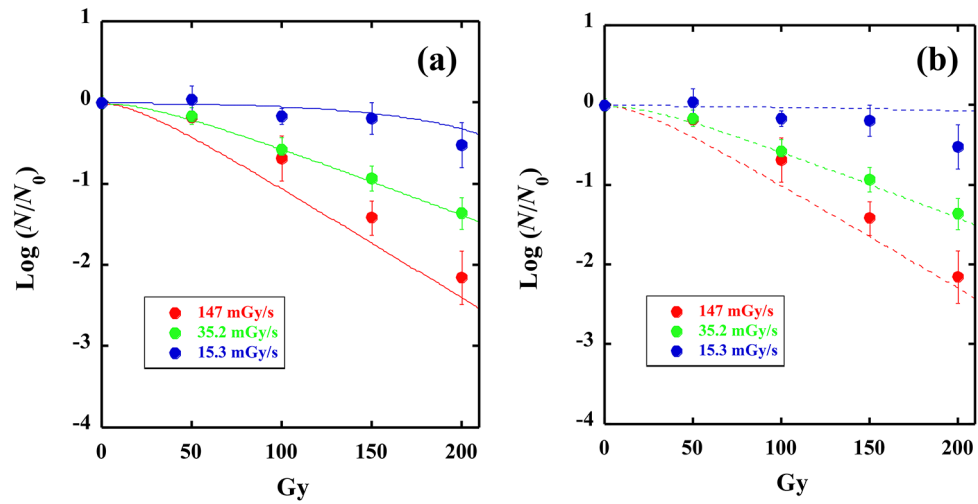 1
(a)
0
-1
-2
-3
-4
Log (N/N0)
147 mGy/s
35.2 mGy/s
15.3 mGy/s
0 50 100 150 200
Gy
1
(b)
0
-1
-2
-3
-4
Log (N/N0)
147 mGy/s
35.2 mGy/s
15.3 mGy/s
0 50 100 150 200
Gy